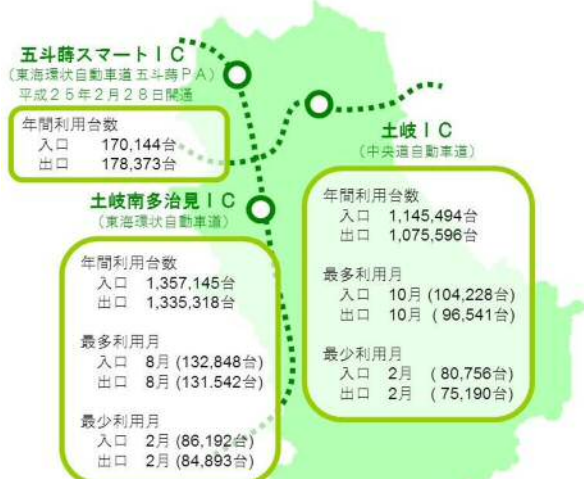 五斗蒔スマートＩＣ
(東海環状自動車道 五斗蒔ＰＡ)
平成２５年２月２８日開通
年間利用台数
入口 170,144台
出口 178,373台
土岐ＩＣ
(中央道自動車道)
年間利用台数
入口 1,145,494台
出口 1,075,596台
最多利用月
入口 10月 (104,228台)
出口 10月 ( 96,541台)
最少利用月
入口 2月 ( 80,756台)
出口 2月 ( 75,190台)
土岐南多治見ＩＣ
(東海環状自動車道)
年間利用台数
入口 1,357,145台
出口 1,335,318台
最多利用月
入口 8月 (132,848台)
出口 8月 (131.542台)
最少利用月
入口 2月 (86,192台)
出口 2月 (84,893台)